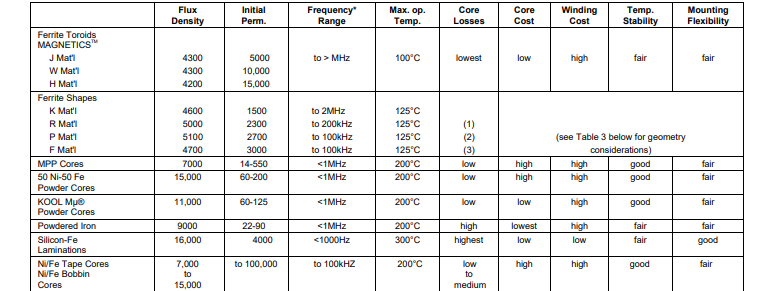 Flux Density Initial Perm. Frequency* Range Max. op. Temp. Core Losses Core Cost Winding Cost Temp. Stability Mounting Flexibility
Ferrite Toroids
MAGNETICS™
J Mat'l 4300 5000 to > MHz 100°C lowest low high fair fair
W Mat'l 4300 10,000
H Mat'l 4200 15,000
Ferrite Shapes
K Mat'l 4600 1500 to 2MHz 125°C
R Mat'l 5000 2300 to 200kHz 125°C (1)
P Mat'l 5100 2700 to 100kHz 125°C (2) (see Table 3 below for geometry
F Mat'l 4700 3000 to 100kHz 125°C (3) considerations)
MPP Cores 7000 14-550 <1MHz 200°C low high high good fair
50 Ni-50 Fe 15,000 60-200 <1MHz 200°C low high high good fair
Powder Cores
KOOL Mμ® 11,000 60-125 <1MHz 200°C low low high good fair
Powder Cores
Powdered Iron 9000 22-90 <1MHz 200°C high lowest high fair fair
Silicon-Fe 16,000 4000 <1000Hz 300°C highest low low fair good
Laminations
Ni/Fe Tape Cores 7,000 to 100,000 to 100kHZ 200°C low high high good fair
Ni/Fe Bobbin to to
Cores 15,000 medium